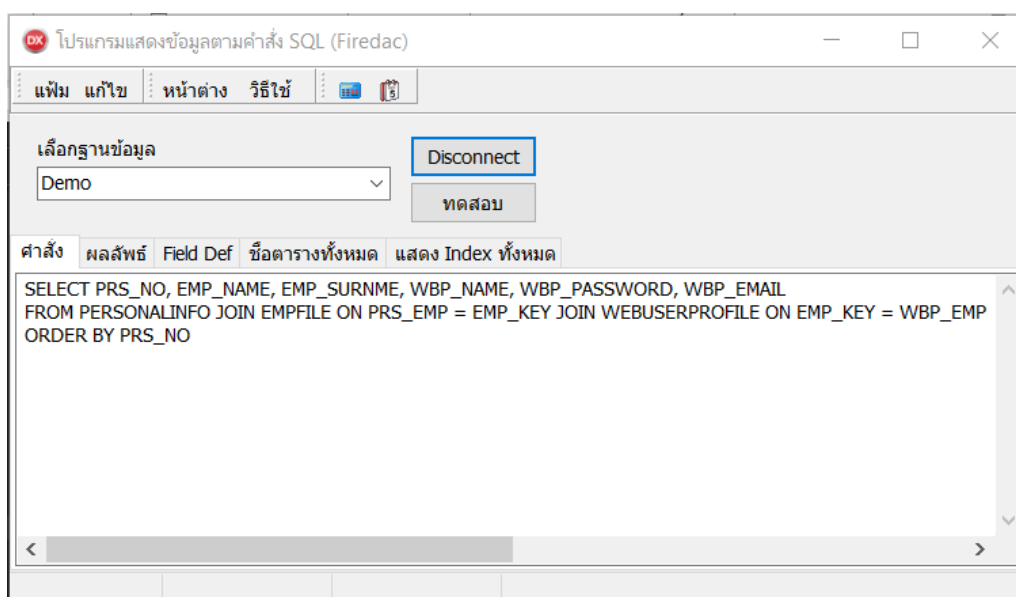 DX โปรแกรมแสดงข้อมูลตามคำสั่ง SQL (Firedac)
แฟ้ม แก้ไข หน้าต่าง วิธีใช้ 5
เลือกฐานข้อมูล
Disconnect
Demo
ทดสอบ
คำสั่ง ผลลัพธ์ Field Def ชื่อตารางทั้งหมด แสดง Index ทั้งหมด
SELECT PRS_NO, EMP_NAME, EMP_SURNME, WBP_NAME, WBP_PASSWORD, WBP_EMAIL
FROM PERSONALINFO JOIN EMPFILE ON PRS_EMP = EMP_KEY JOIN WEBUSERPROFILE ON EMP_KEY = WBP_EMP
ORDER BY PRS_NO